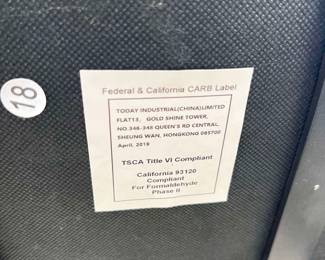 Federal & California CARB Label
TODAY INDUSTRIAL(CHINA)LIMITED
FLAT13, GOLD SHINE TOWER,
NO.346-348 QUEEN'S RD CENTRAL,
SHEUNG WAN, HONGKONG 065700
April, 2018
TSCA Title VI Compliant
California 93120
Compliant
For Formaldehyde
Phase II
18